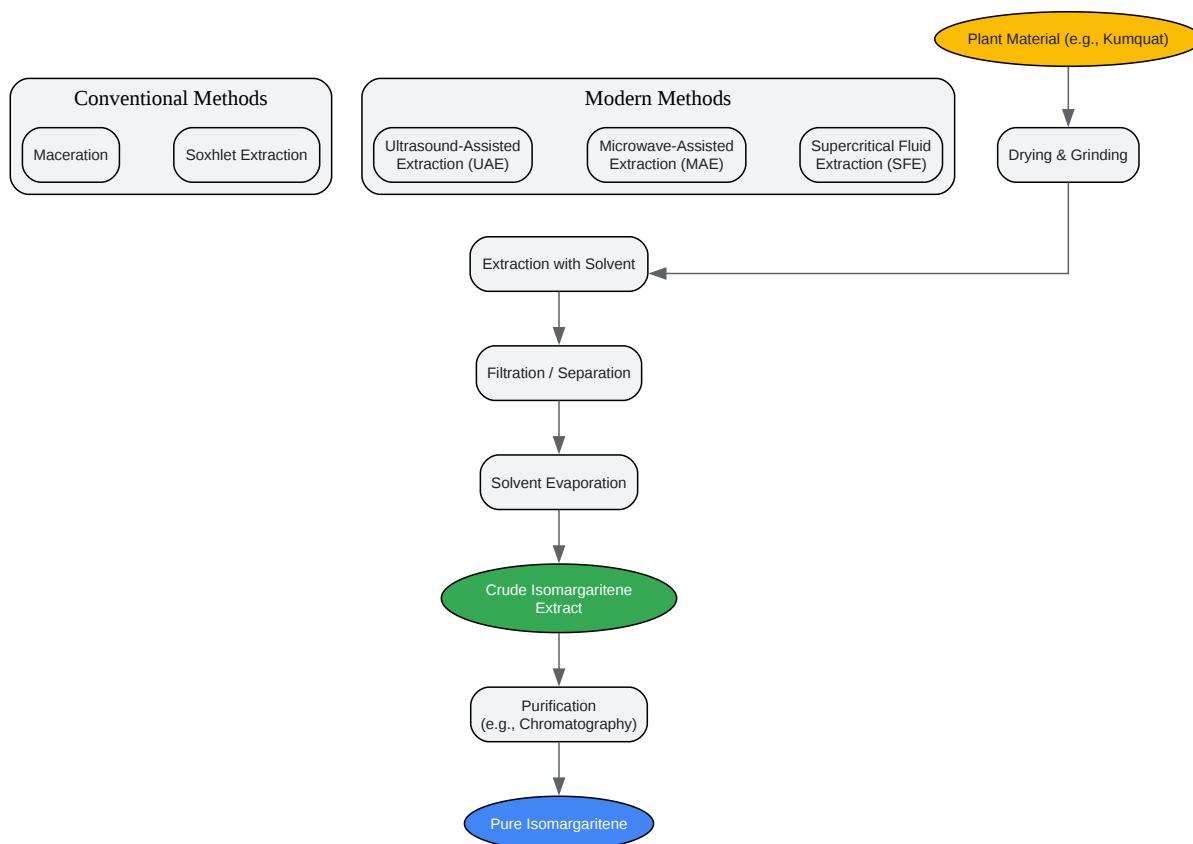 Plant Material (e.g., Kumquat)
Conventional Methods
Maceration
Soxhlet Extraction
Modern Methods
Ultrasound-Assisted
Extraction (UAE)
Microwave-Assisted
Extraction (MAE)
Supercritical Fluid
Extraction (SFE)
Drying & Grinding
Extraction with Solvent
Filtration / Separation
Solvent Evaporation
Crude Isomargaritene
Extract
Purification
(e.g., Chromatography)
Pure Isomargaritene